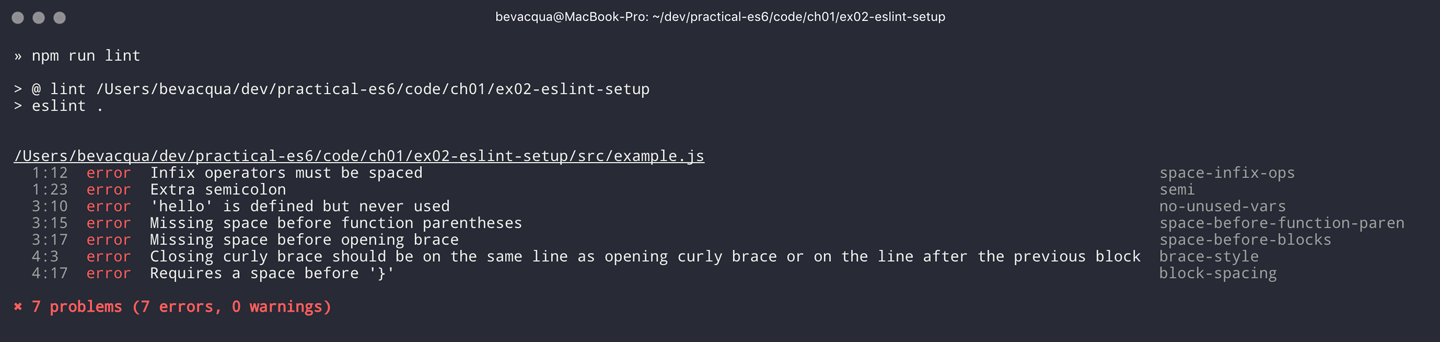 bevacqua@MacBook-Pro: ~/dev/practical-es6/code/ch01/ex02-eslint-setup
» npm run lint
> @ lint /Users/bevacqua/dev/practical-es6/code/ch01/ex02-eslint-setup
> eslint .
/Users/bevacqua/dev/practical-es6/code/ch01/ex02-eslint-setup/src/example.js
1:12  error  Infix operators must be spaced  space-infix-ops
1:23  error  Extra semicolon  semi
3:10  error  'hello' is defined but never used  no-unused-vars
3:15  error  Missing space before function parentheses  space-before-function-paren
3:17  error  Missing space before opening brace  space-before-blocks
4:3  error  Closing curly brace should be on the same line as opening curly brace or on the line after the previous block  brace-style
4:17  error  Requires a space before '}'  block-spacing
✖ 7 problems (7 errors, 0 warnings)